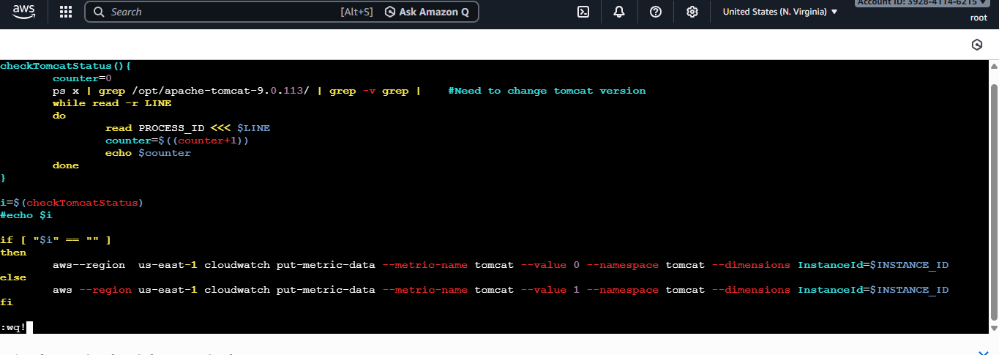 aws Search [Alt+S] Ask Amazon Q United States (N. Virginia) ▼ Account ID: 3928-4114-6215 ▼
root
checkTomcatStatus(){
        counter=0
        ps x | grep /opt/apache-tomcat-9.0.113/ | grep -v grep |    #Need to change tomcat version
        while read -r LINE
        do
                read PROCESS_ID <<< $LINE
                counter=$((counter+1))
                echo $counter
        done
}
i=$(checkTomcatStatus)
#echo $i
if [ "$i" == "" ]
then
        aws--region  us-east-1 cloudwatch put-metric-data --metric-name tomcat --value 0 --namespace tomcat --dimensions InstanceId=$INSTANCE_ID
else
        aws --region us-east-1 cloudwatch put-metric-data --metric-name tomcat --value 1 --namespace tomcat --dimensions InstanceId=$INSTANCE_ID
fi
:wq!